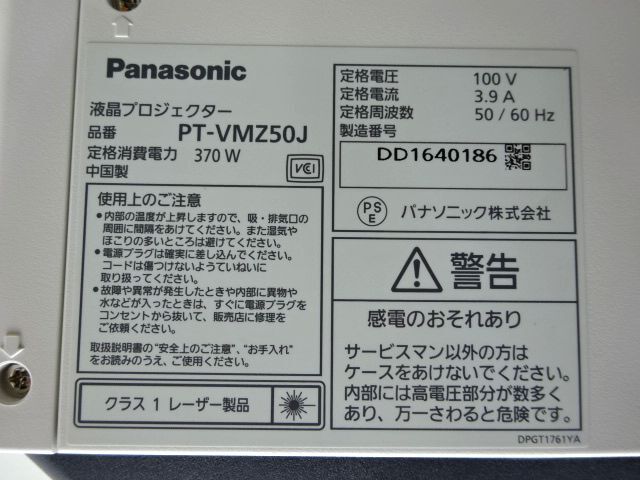 Panasonic
液晶プロジェクター
品番 PT-VMZ50J
定格消費電力 370 W
中国製
VCI
使用上のご注意
●内部の温度が上昇しますので、吸・排気口の
周囲に間隔をあけてください。また湿気や
ほこりの多いところは避けてください。
●電源プラグは確実に差し込んでください。
コードは傷つけないようていねいに
取り扱ってください。
●故障や異常が発生したときや内部に異物や
水などが入ったときは、すぐに電源プラグを
コンセントから抜いて、販売店に修理を
ご依頼ください。
取扱説明書の“安全上のご注意”、“お手入れ”
をお読みのうえ、ご使用ください。
クラス 1 レーザー製品
定格電圧 100 V
定格電流 3.9 A
定格周波数 50 / 60 Hz
製造番号
DD1640186
PS
E
パナソニック株式会社
警告
感電のおそれあり
サービスマン以外の方は
ケースをあけないでください。
内部には高電圧部分が数多く
あり、万一さわると危険です。
DPGT1761YA